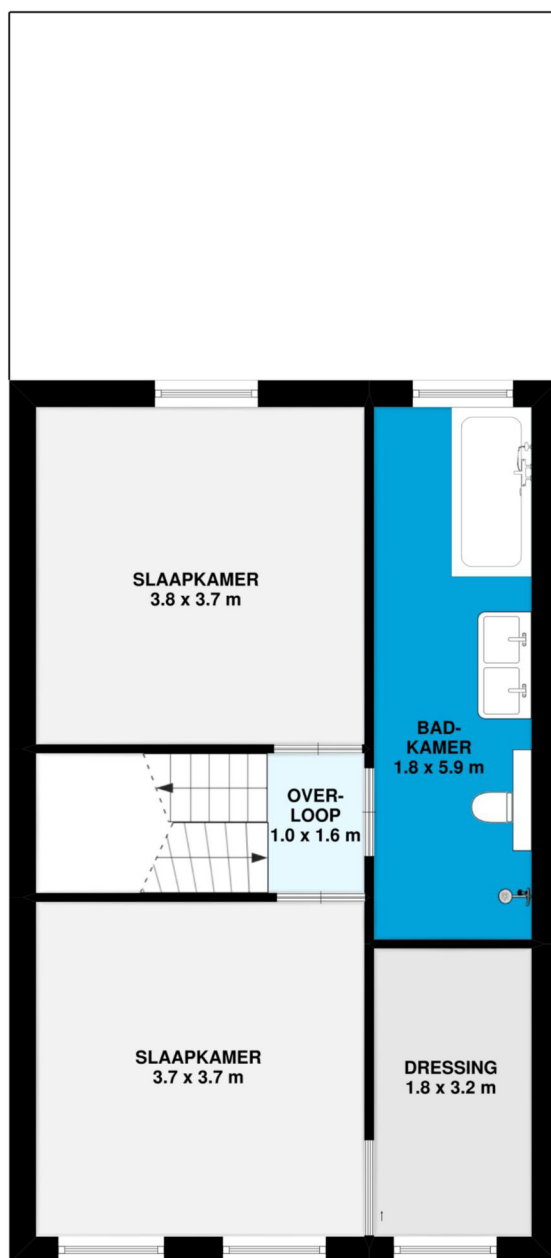 SLAAPKAMER
3.8 x 3.7 m
BAD-
KAMER
1.8 x 5.9 m
OVER-
LOOP
1.0 x 1.6 m
SLAAPKAMER
3.7 x 3.7 m
DRESSING
1.8 x 3.2 m